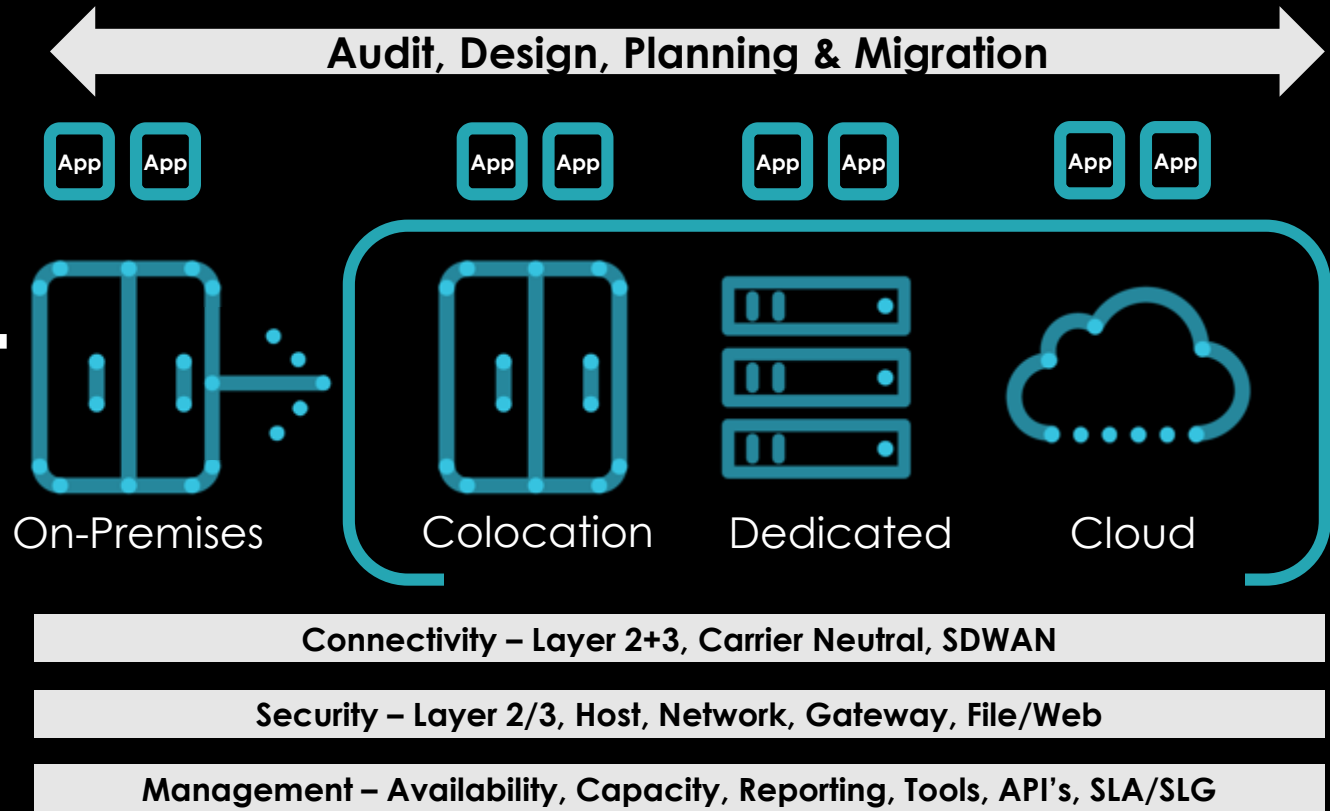 Audit, Design, Planning & Migration
App App App App App App App App
On-Premises Colocation Dedicated Cloud
Connectivity – Layer 2+3, Carrier Neutral, SDWAN
Security – Layer 2/3, Host, Network, Gateway, File/Web
Management – Availability, Capacity, Reporting, Tools, API’s, SLA/SLG